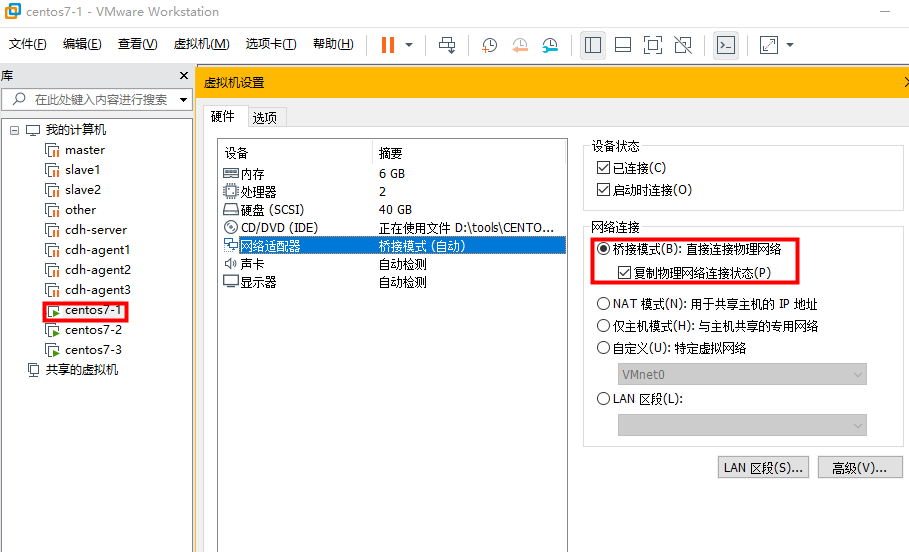 centos7-1 - VMware Workstation
文件(F) 编辑(E) 查看(V) 虚拟机(M) 选项卡(T) 帮助(H)
库
在此处键入内容进行搜索
我的计算机
master
slave1
slave2
other
cdh-server
cdh-agent1
cdh-agent2
cdh-agent3
centos7-1
centos7-2
centos7-3
共享的虚拟机
虚拟机设置
硬件 选项
设备 摘要
内存 6 GB
处理器 2
硬盘 (SCSI) 40 GB
CD/DVD (IDE) 正在使用文件 D:\tools\CENTO...
网络适配器 桥接模式 (自动)
声卡 自动检测
显示器 自动检测
设备状态
已连接(C)
启动时连接(O)
网络连接
桥接模式(B): 直接连接物理网络
复制物理网络连接状态(P)
NAT 模式(N): 用于共享主机的 IP 地址
仅主机模式(H): 与主机共享的专用网络
自定义(U): 特定虚拟网络
VMnet0
LAN 区段(L):
LAN 区段(S)... 高级(V)...